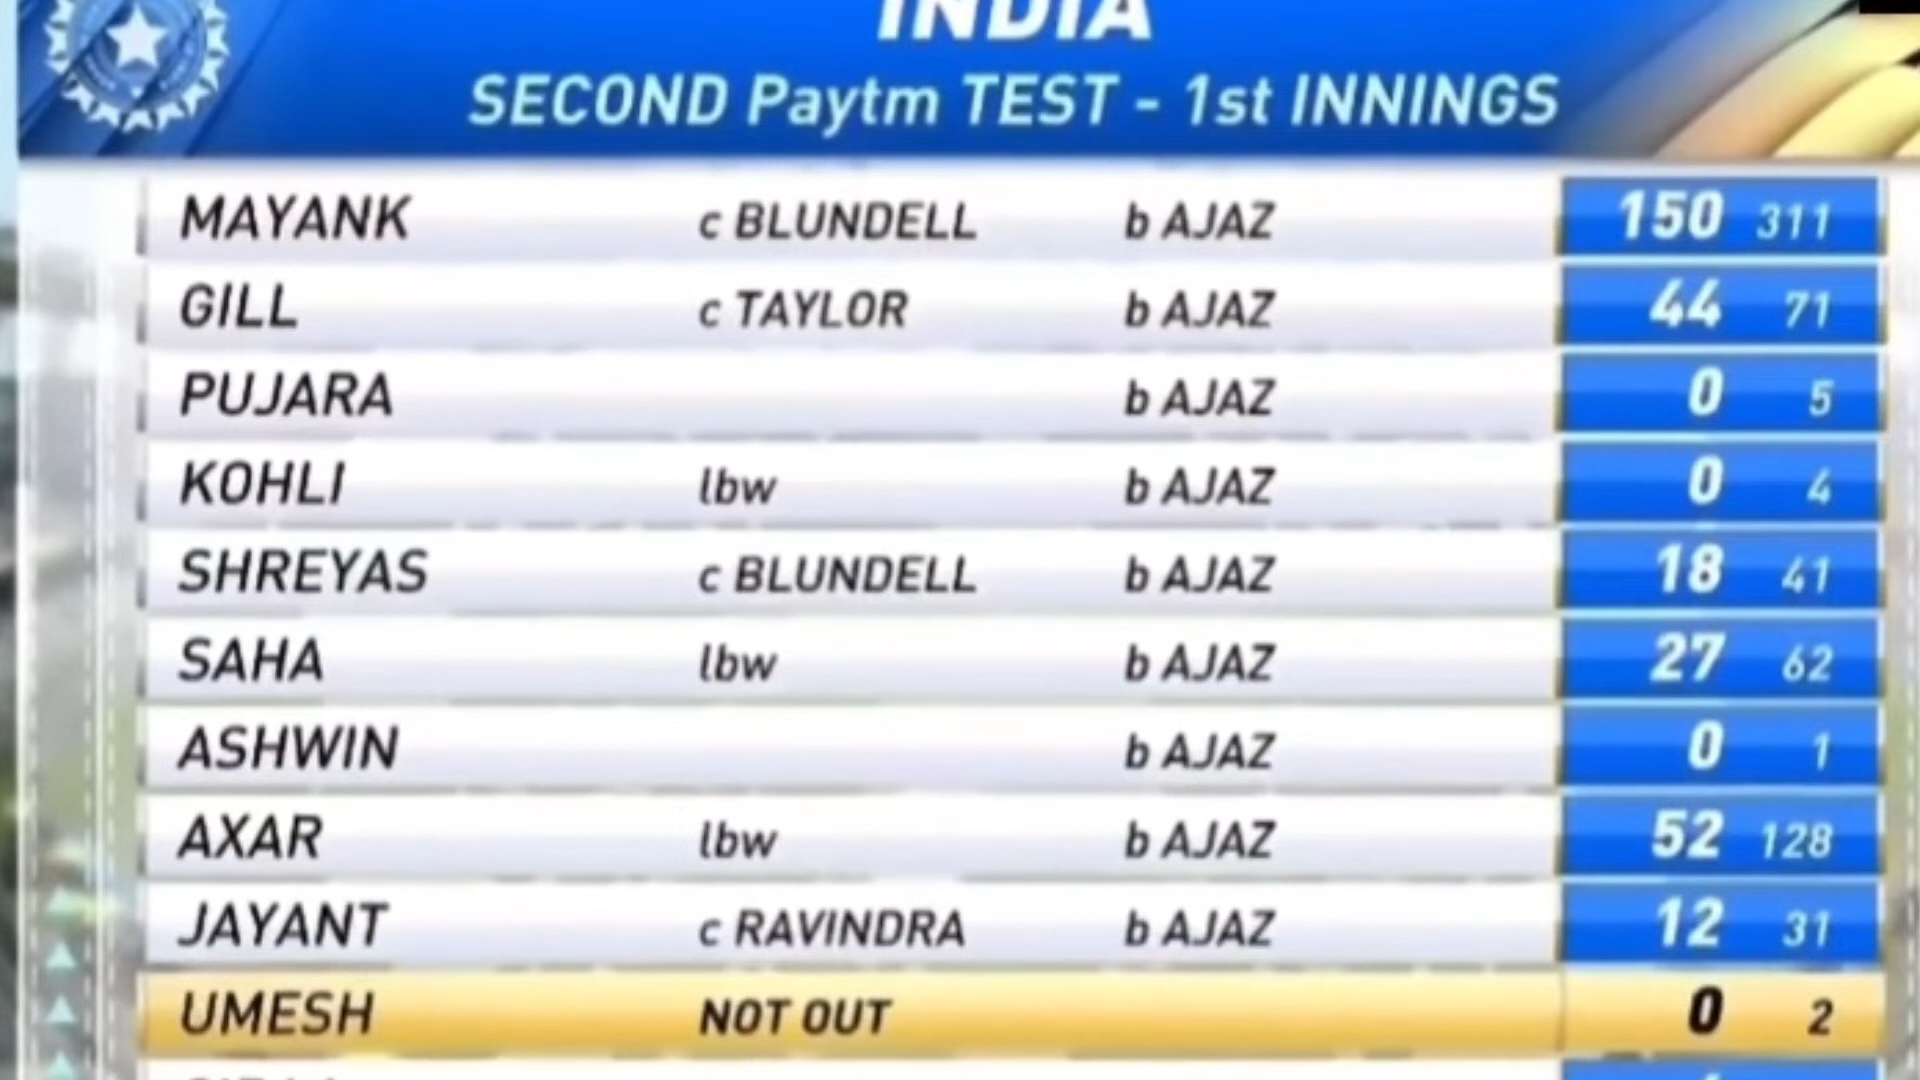 INDIA
SECOND Paytm TEST - 1st INNINGS
MAYANK c BLUNDELL b AJAZ 150 311
GILL c TAYLOR b AJAZ 44 71
PUJARA b AJAZ 0 5
KOHLI lbw b AJAZ 0 4
SHREYAS c BLUNDELL b AJAZ 18 41
SAHA lbw b AJAZ 27 62
ASHWIN b AJAZ 0 1
AXAR lbw b AJAZ 52 128
JAYANT c RAVINDRA b AJAZ 12 31
UMESH NOT OUT 0 2